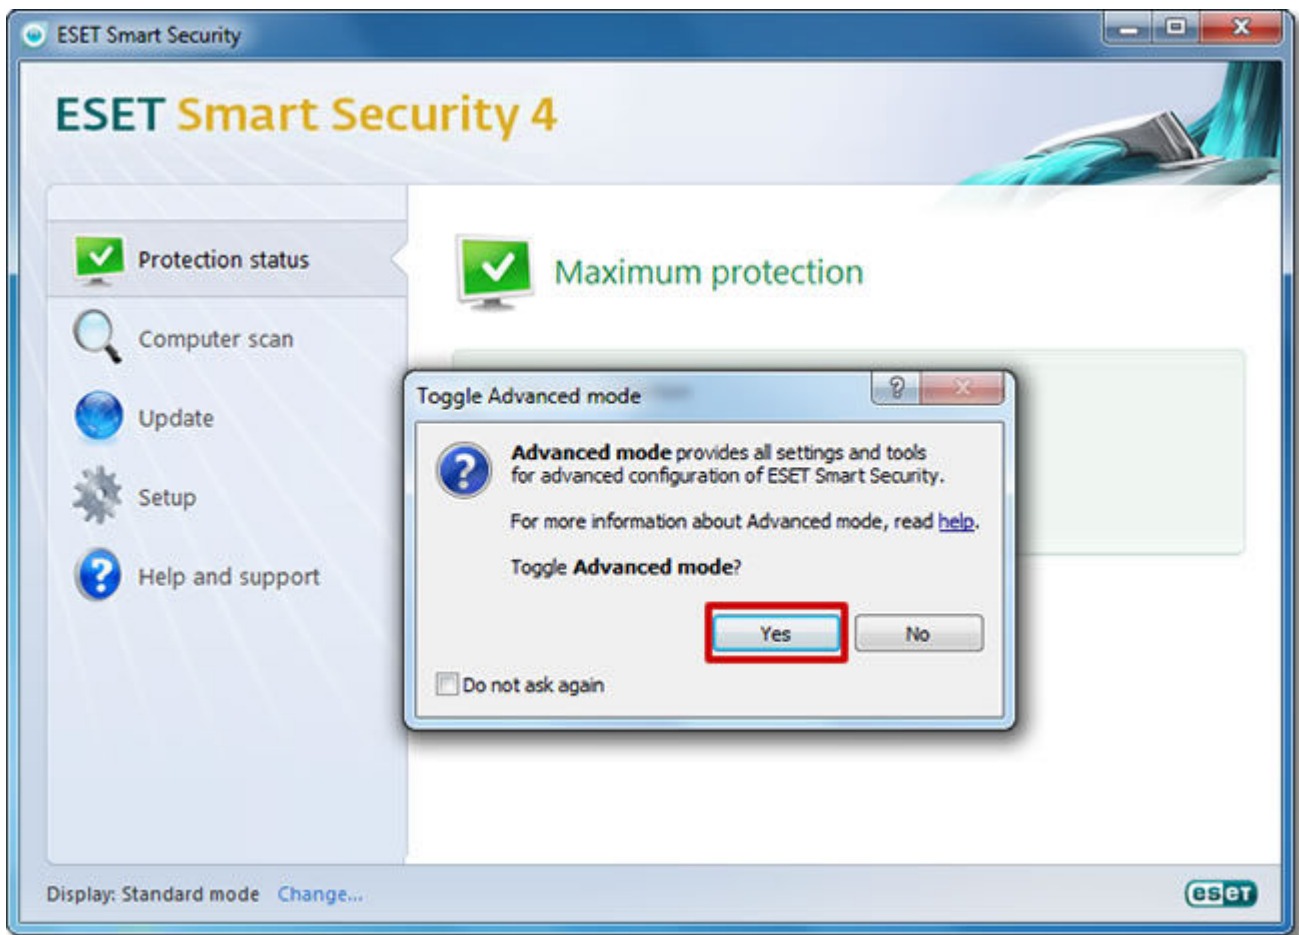 ESET Smart Security
ESET Smart Security 4
Protection status
Computer scan
Update
Setup
Help and support
Maximum protection
Toggle Advanced mode
?
Advanced mode provides all settings and tools
for advanced configuration of ESET Smart Security.
For more information about Advanced mode, read help.
Toggle Advanced mode?
Yes No
Do not ask again
Display: Standard mode Change...
eset